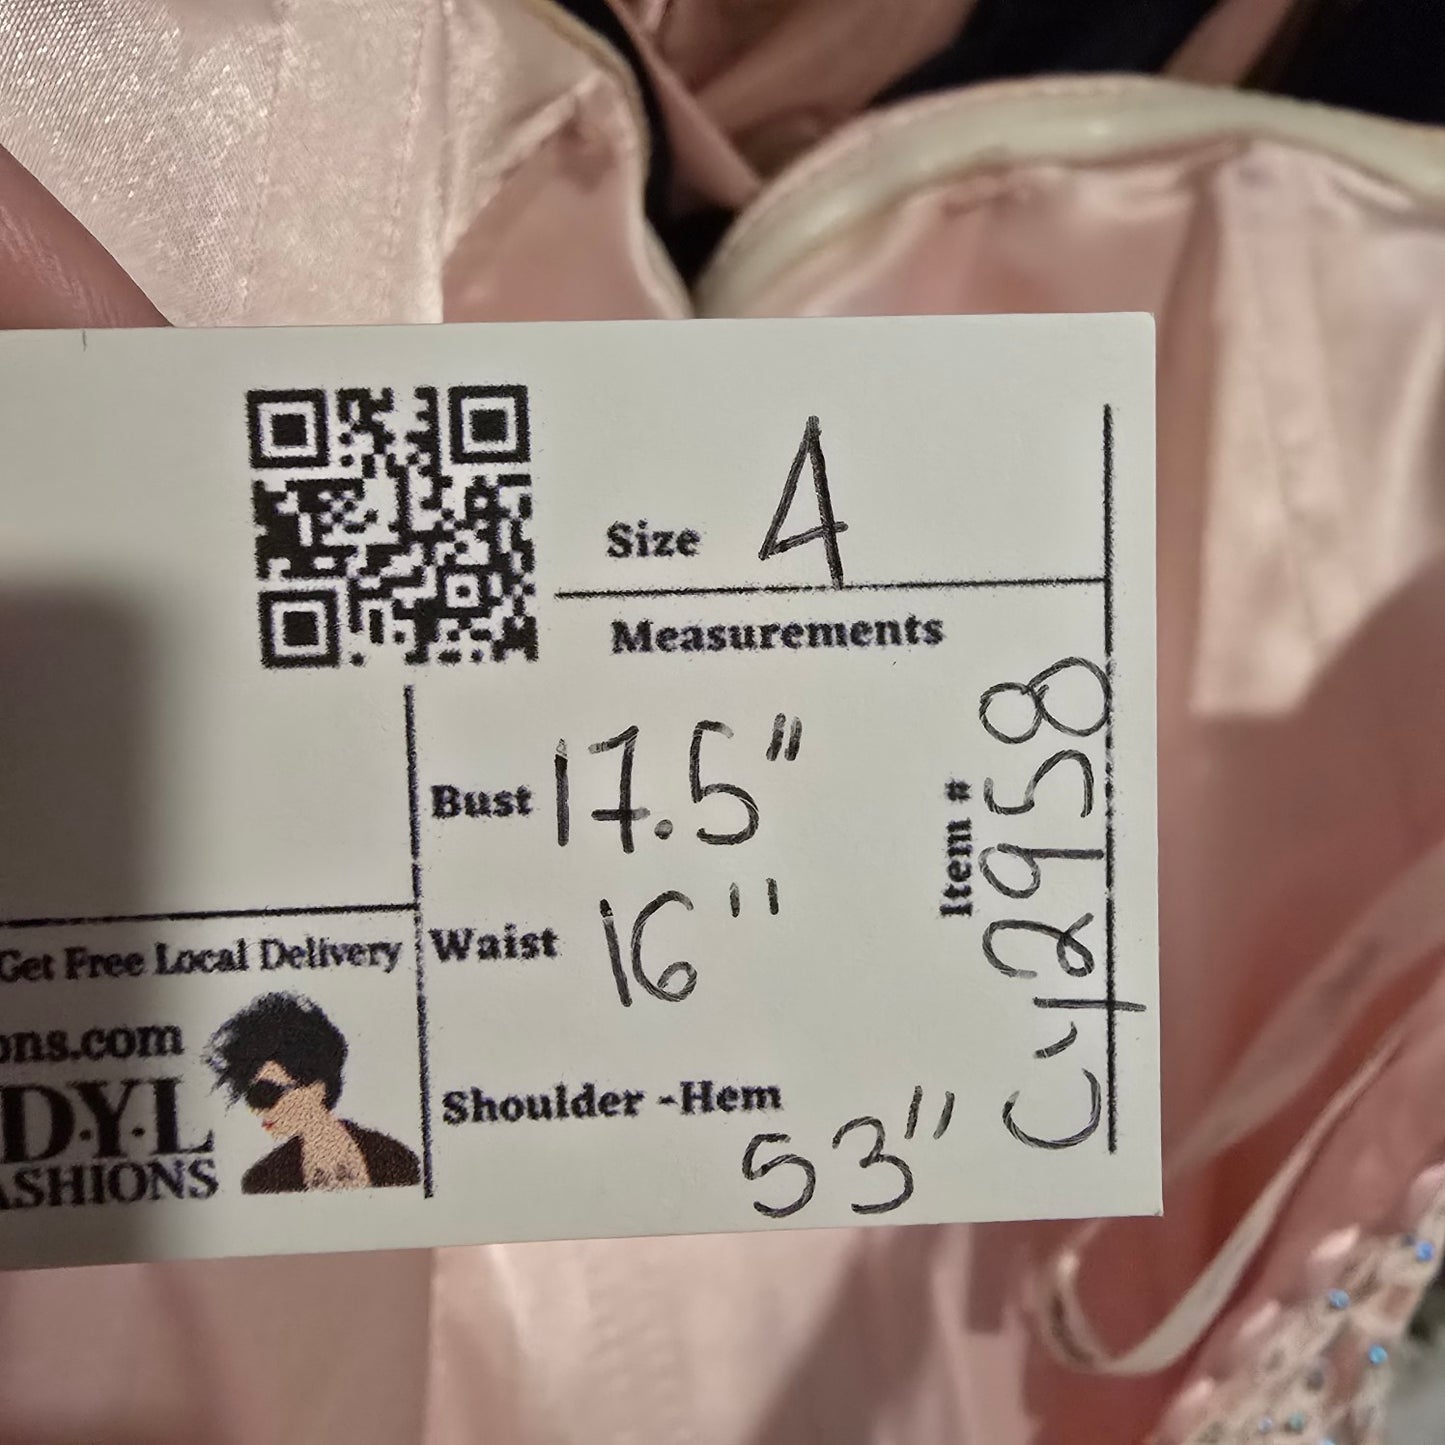 Size 4
Measurements
Bust 17.5"
Waist 16"
Shoulder -Hem
53"
Item #
Cy2958
Get Free Local Delivery
ons.com
D.Y.L
ASHIONS